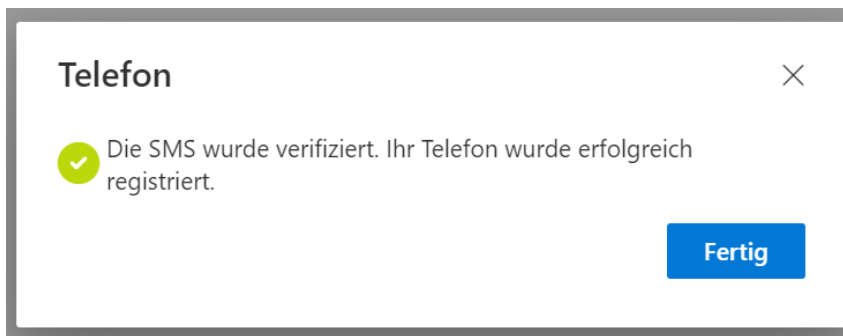 Telefon
Die SMS wurde verifiziert. Ihr Telefon wurde erfolgreich
registriert.
Fertig